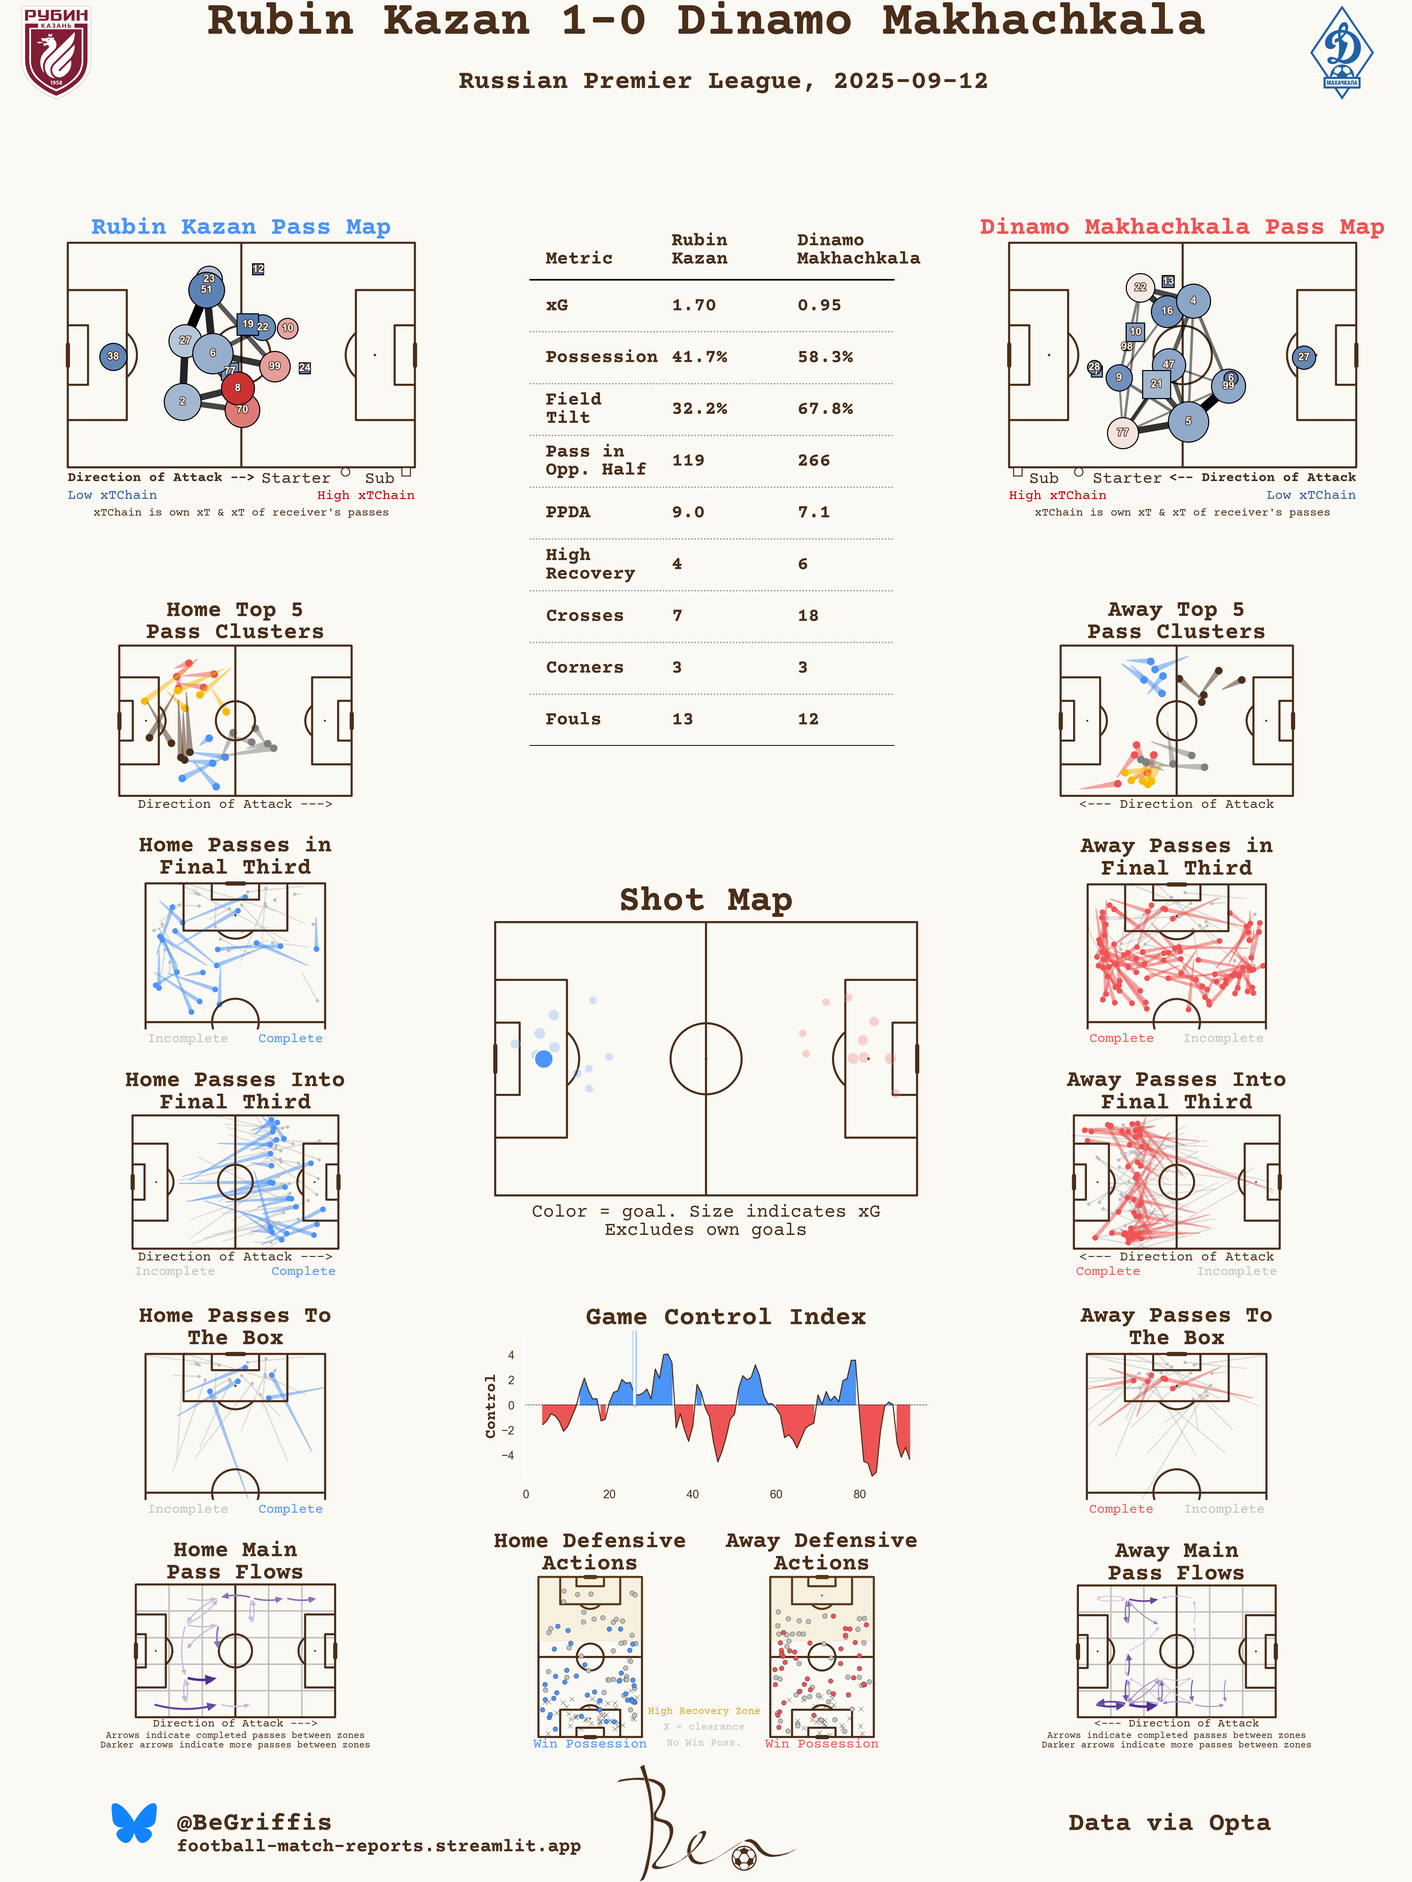 Rubin Kazan 1–0 Dinamo Makhachkala
Russian Premier League, 2025-09-12
РУБИН
КАЗАНЬ
1958
Д
МАХАЧКАЛА
Rubin Kazan Pass Map
12
23
51
19
22
10
27
6
38
99
77
24
8
2
70
Direction of Attack --> Starter Sub
Low xTChain High xTChain
xTChain is own xT & xT of receiver's passes
Metric Rubin Kazan Dinamo Makhachkala
xG 1.70 0.95
Possession 41.7% 58.3%
Field Tilt 32.2% 67.8%
Pass in Opp. Half 119 266
PPDA 9.0 7.1
High Recovery 4 6
Crosses 7 18
Corners 3 3
Fouls 13 12
Dinamo Makhachkala Pass Map
13
22
4
16
10
98
27
28
47
9
21
6
99
5
77
Sub Starter <-- Direction of Attack
High xTChain Low xTChain
xTChain is own xT & xT of receiver's passes
Home Top 5
Pass Clusters
Direction of Attack --->
Away Top 5
Pass Clusters
<--- Direction of Attack
Home Passes in
Final Third
Incomplete Complete
Shot Map
Color = goal. Size indicates xG
Excludes own goals
Away Passes in
Final Third
Complete Incomplete
Home Passes Into
Final Third
Direction of Attack --->
Incomplete Complete
Away Passes Into
Final Third
<--- Direction of Attack
Complete Incomplete
Home Passes To
The Box
Incomplete Complete
Game Control Index
Control
4
2
0
−2
−4
0 20 40 60 80
Away Passes To
The Box
Complete Incomplete
Home Main
Pass Flows
Direction of Attack --->
Arrows indicate completed passes between zones
Darker arrows indicate more passes between zones
Home Defensive
Actions
Win Possession
Away Defensive
Actions
Win Possession
High Recovery Zone
X = clearance
No Win Poss.
Away Main
Pass Flows
<--- Direction of Attack
Arrows indicate completed passes between zones
Darker arrows indicate more passes between zones
@BeGriffis
football-match-reports.streamlit.app
Ben
Data via Opta